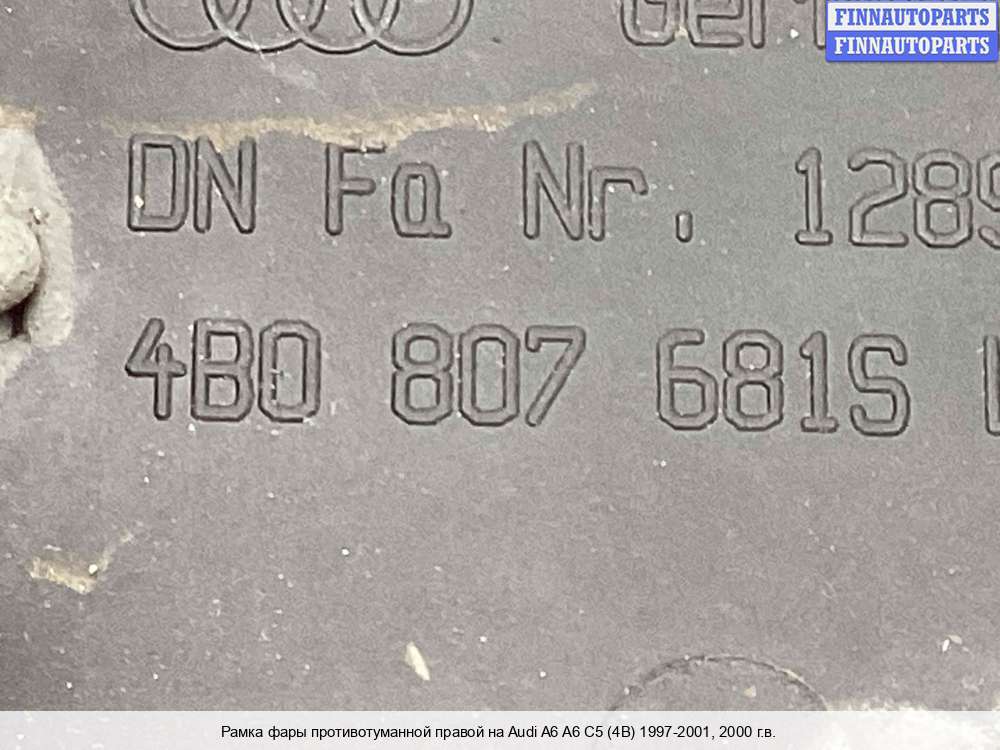 FINNAUTOPARTS
FINNAUTOPARTS
DN Fa Nr. 1289
4B0 807 681S
Рамка фары противотуманной правой на Audi A6 A6 C5 (4B) 1997-2001, 2000 г.в.